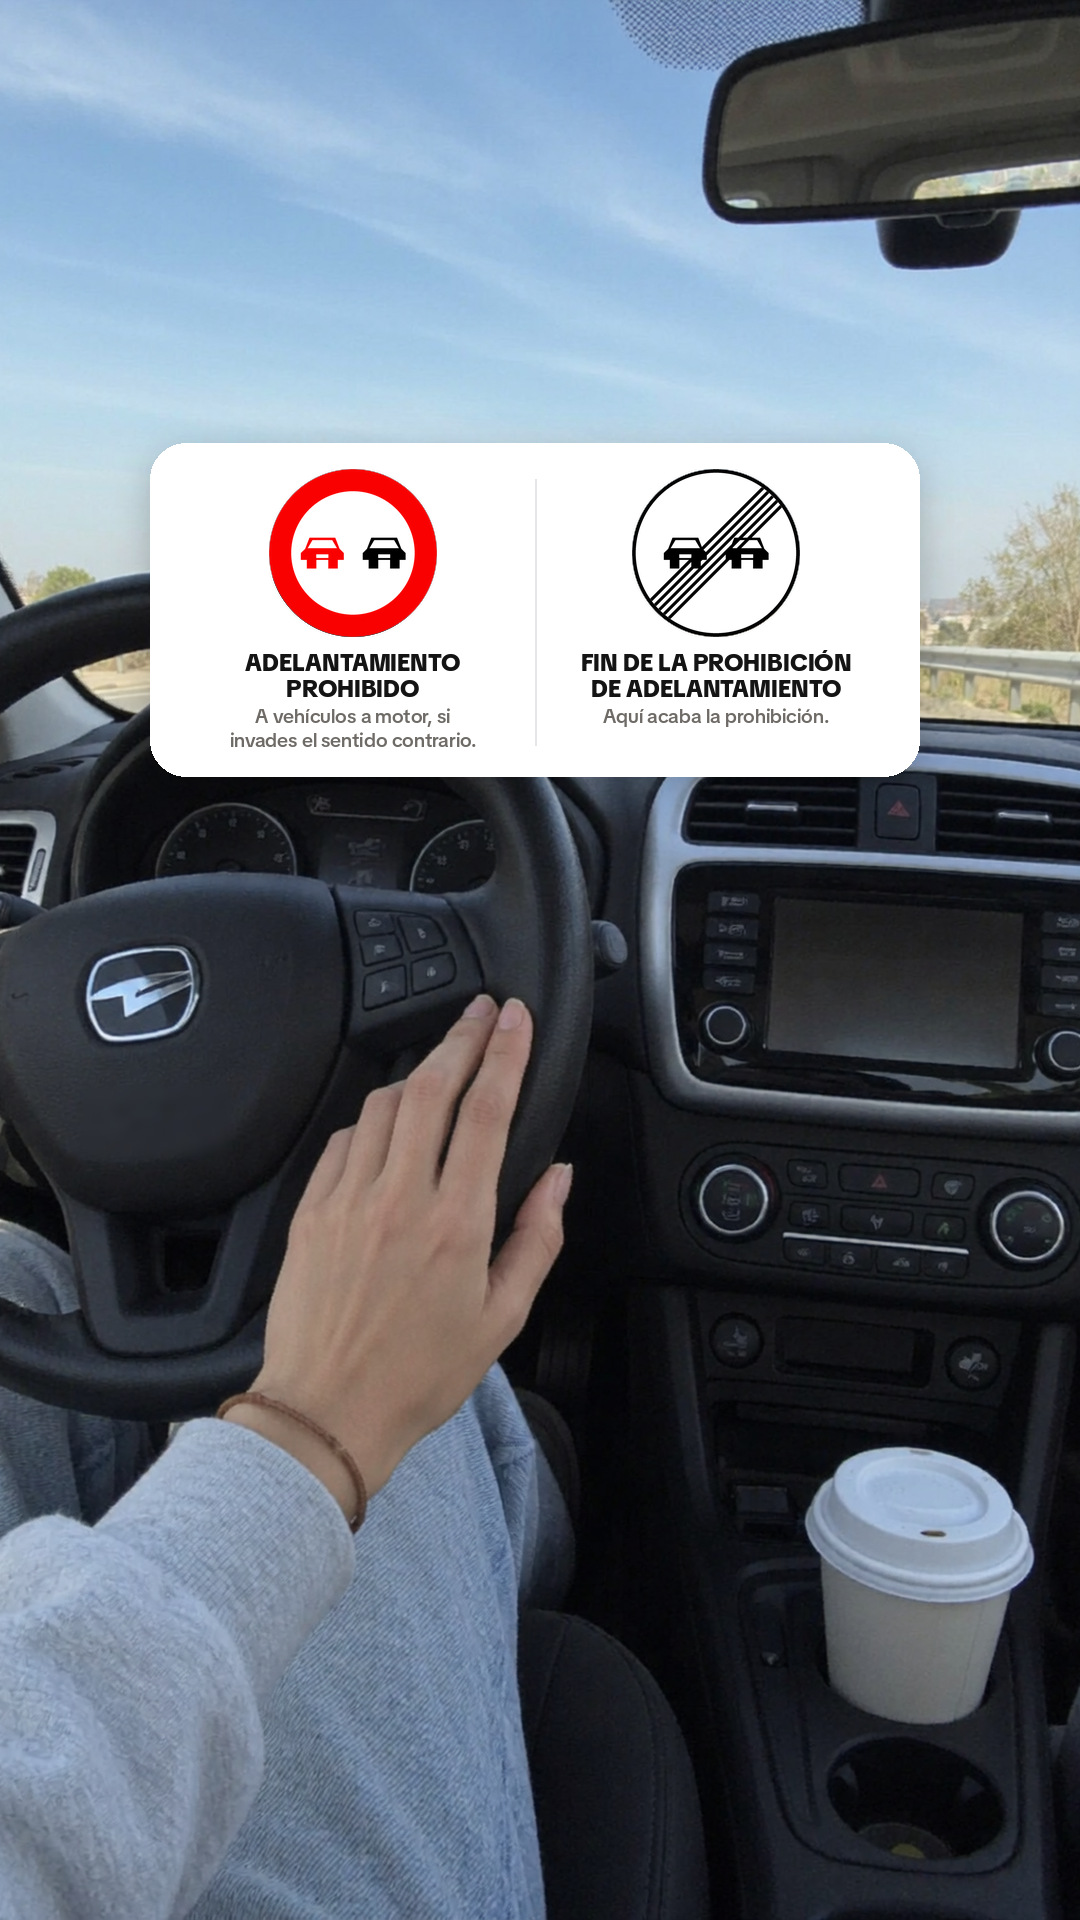 ADELANTAMIENTO
PROHIBIDO
A vehículos a motor, si
invades el sentido contrario.
FIN DE LA PROHIBICIÓN
DE ADELANTAMIENTO
Aquí acaba la prohibición.